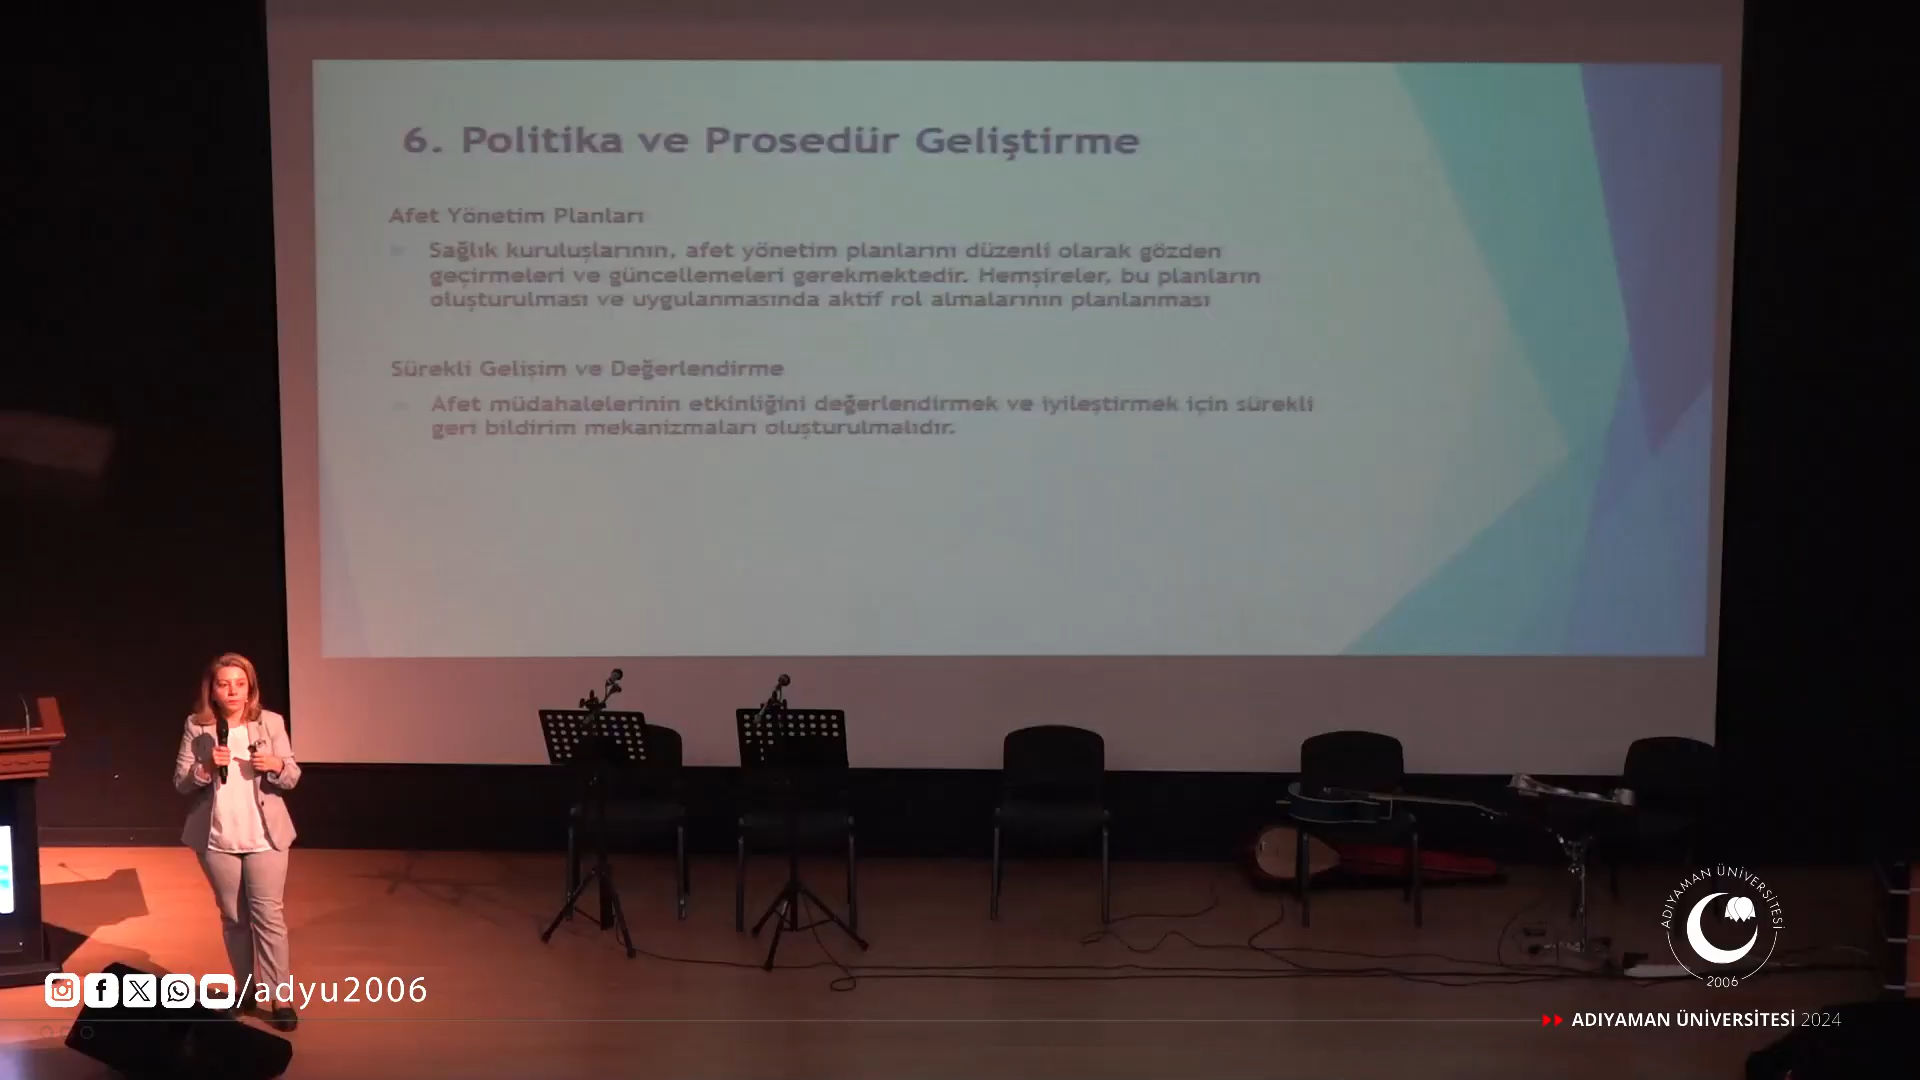 6. Politika ve Prosedür Geliştirme
Afet Yönetim Planları
Sağlık kuruluşlarının, afet yönetim planlarını düzenli olarak gözden
geçirmeleri ve güncellemeleri gerekmektedir. Hemşireler, bu planların
oluşturulması ve uygulanmasında aktif rol almalarının planlanması
Sürekli Gelişim ve Değerlendirme
Afet müdahalelerinin etkinliğini değerlendirmek ve iyileştirmek için sürekli
geri bildirim mekanizmaları oluşturulmalıdır.
ADIYAMAN ÜNİVERSİTESİ
2006
/adyu2006
ADIYAMAN ÜNİVERSİTESİ 2024